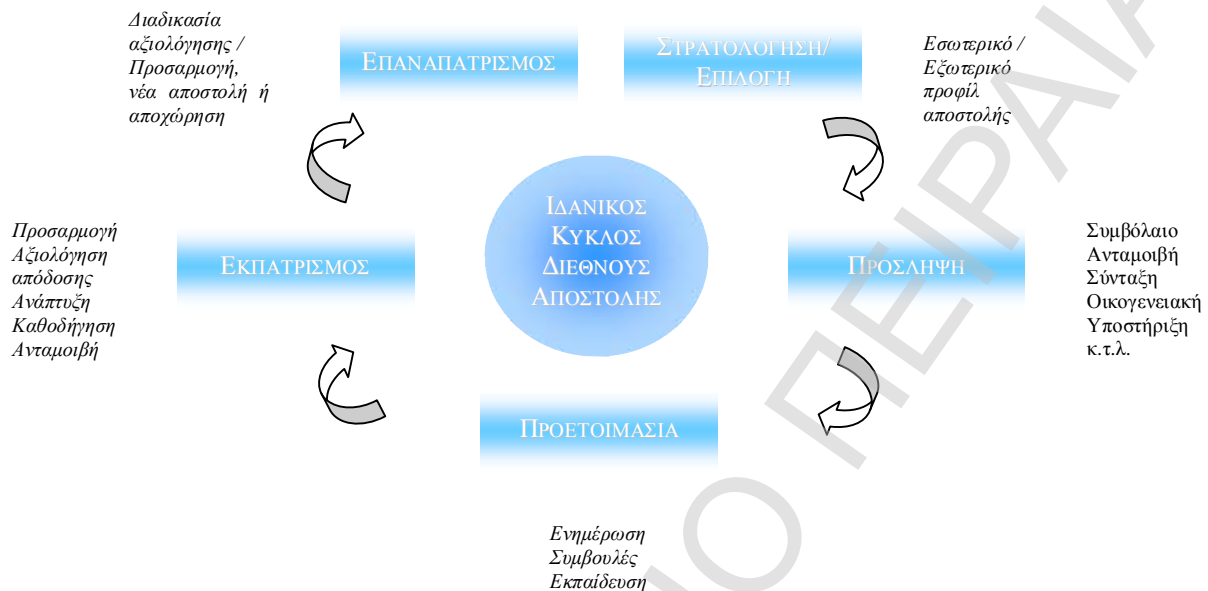 Διαδικασία
αξιολόγησης /
Προσαρμογή,
νέα αποστολή ή
αποχώρηση
ΕΠΑΝΑΠΑΤΡΙΣΜΟΣ
ΣΤΡΑΤΟΛΟΓΗΣΗ/
ΕΠΙΛΟΓΗ
Εσωτερικό /
Εξωτερικό
προφίλ
αποστολής
Προσαρμογή
Αξιολόγηση
απόδοσης
Ανάπτυξη
Καθοδήγηση
Ανταμοιβή
ΕΚΠΑΤΡΙΣΜΟΣ
ΙΔΑΝΙΚΟΣ
ΚΥΚΛΟΣ
ΔΙΕΘΝΟΥΣ
ΑΠΟΣΤΟΛΗΣ
ΠΡΟΣΛΗΨΗ
Συμβόλαιο
Ανταμοιβή
Σύνταξη
Οικογενειακή
Υποστήριξη
κ.τ.λ.
ΠΡΟΕΤΟΙΜΑΣΙΑ
Ενημέρωση
Συμβουλές
Εκπαίδευση